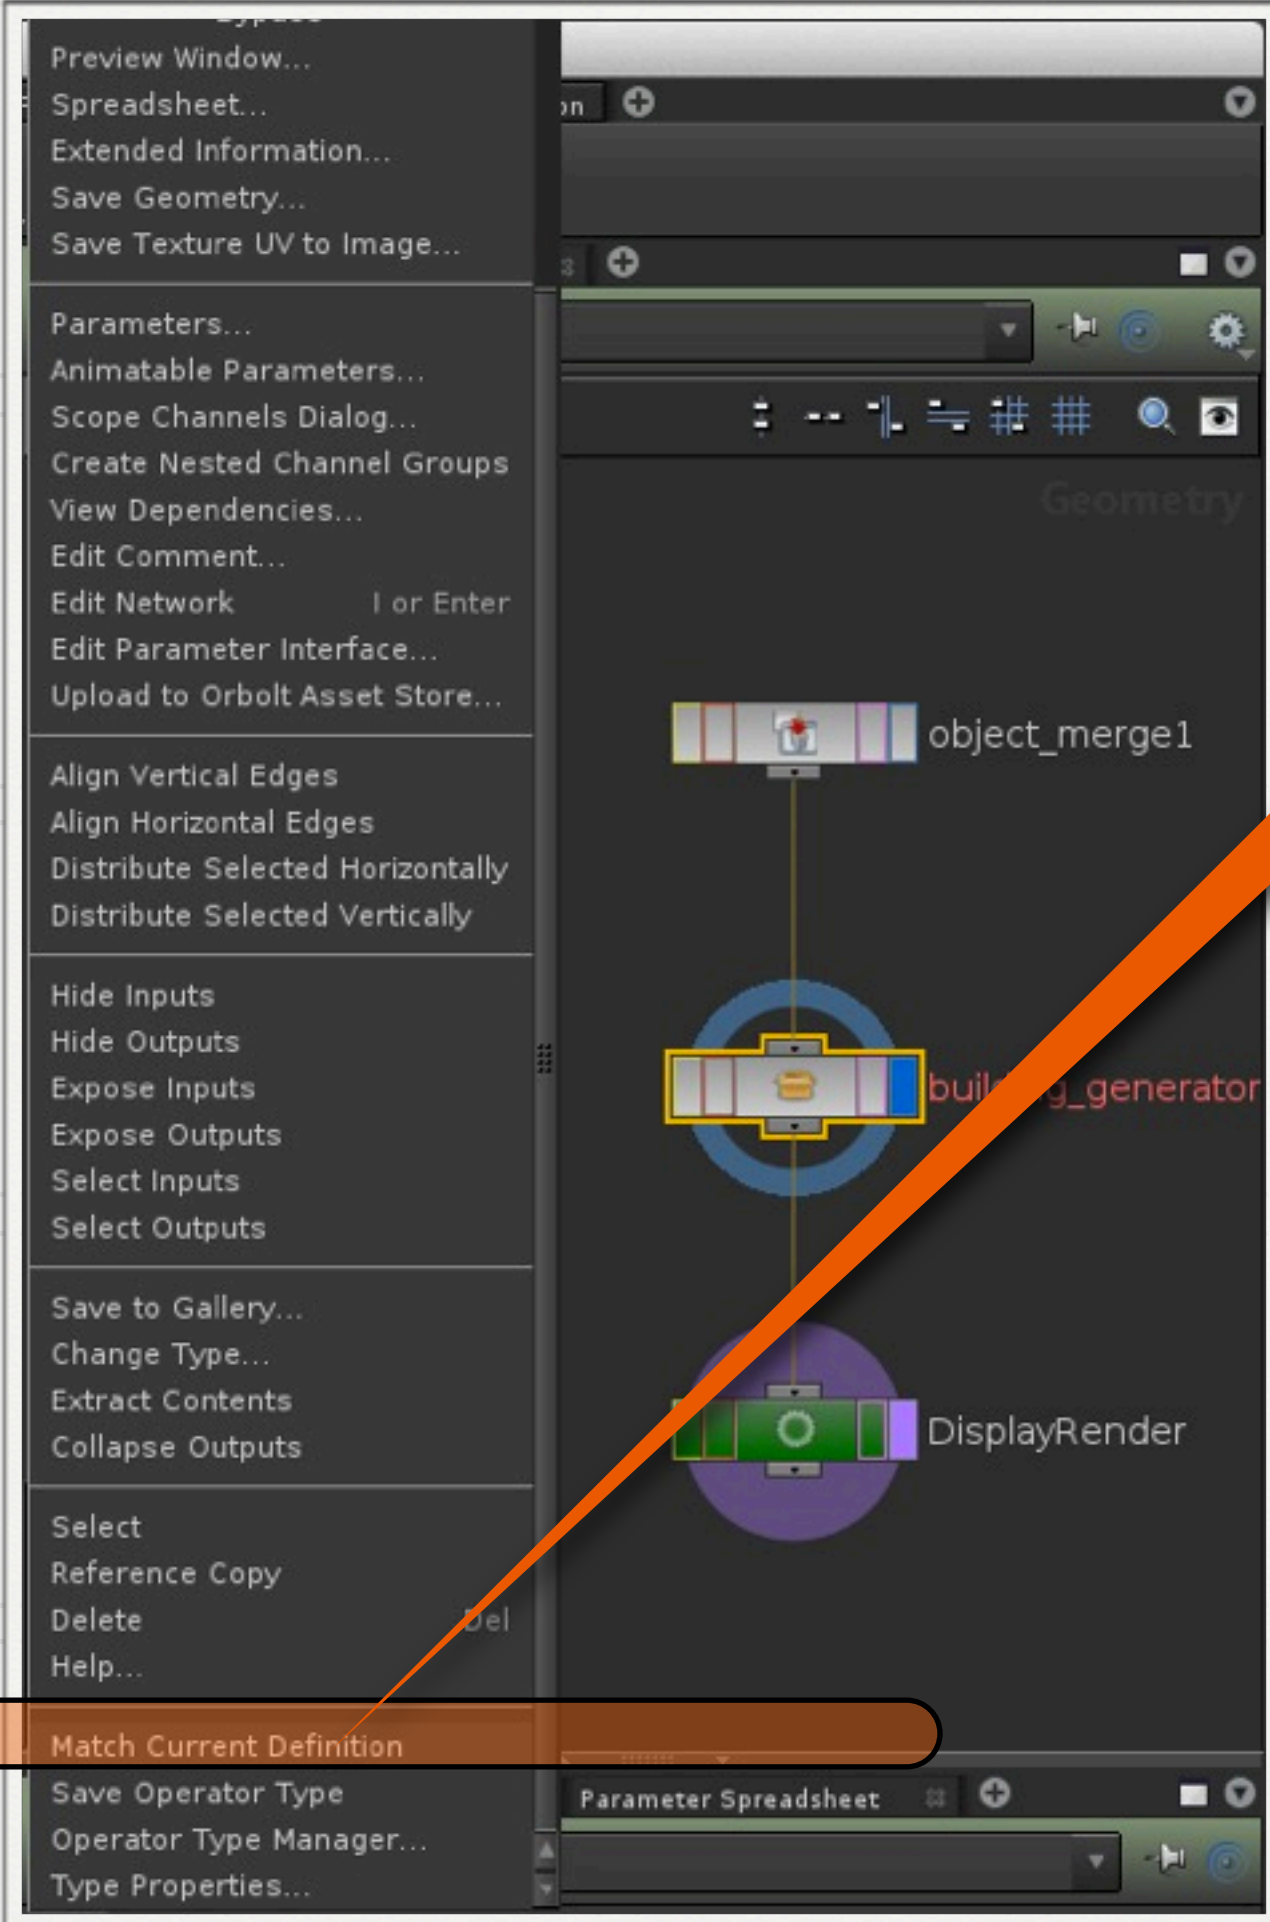 Bypass
Preview Window...
Spreadsheet...
Extended Information...
Save Geometry...
Save Texture UV to Image...
Parameters...
Animatable Parameters...
Scope Channels Dialog...
Create Nested Channel Groups
View Dependencies...
Edit Comment...
Edit Network I or Enter
Edit Parameter Interface...
Upload to Orbolt Asset Store...
Align Vertical Edges
Align Horizontal Edges
Distribute Selected Horizontally
Distribute Selected Vertically
Hide Inputs
Hide Outputs
Expose Inputs
Expose Outputs
Select Inputs
Select Outputs
Save to Gallery...
Change Type...
Extract Contents
Collapse Outputs
Select
Reference Copy
Delete Del
Help...
Match Current Definition
Save Operator Type
Operator Type Manager...
Type Properties...
on
Geometry
object_merge1
building_generator
DisplayRender
Parameter Spreadsheet